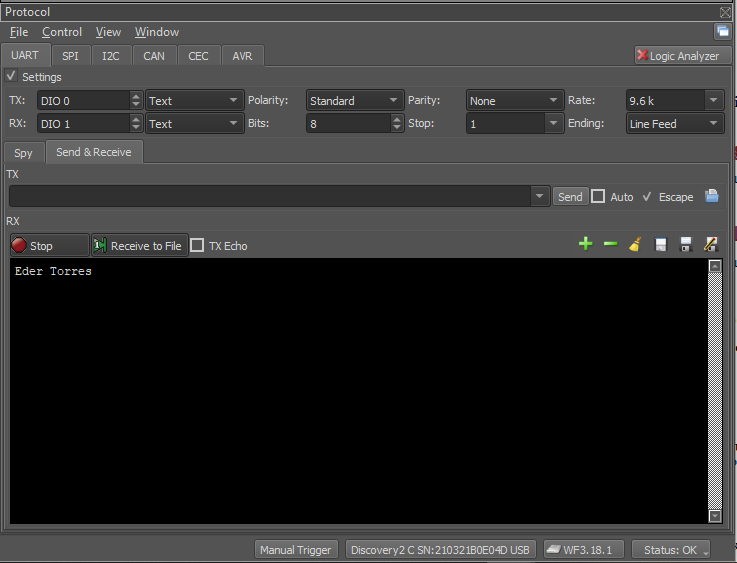 Protocol
File Control View Window
UART SPI I2C CAN CEC AVR Logic Analyzer
Settings
TX: DIO 0 Text Polarity: Standard Parity: None Rate: 9.6 k
RX: DIO 1 Text Bits: 8 Stop: 1 Ending: Line Feed
Spy Send & Receive
TX
Send Auto Escape
RX
Stop Receive to File TX Echo
Eder Torres
Manual Trigger Discovery2 C SN:210321B0E04D USB WF3.18.1 Status: OK